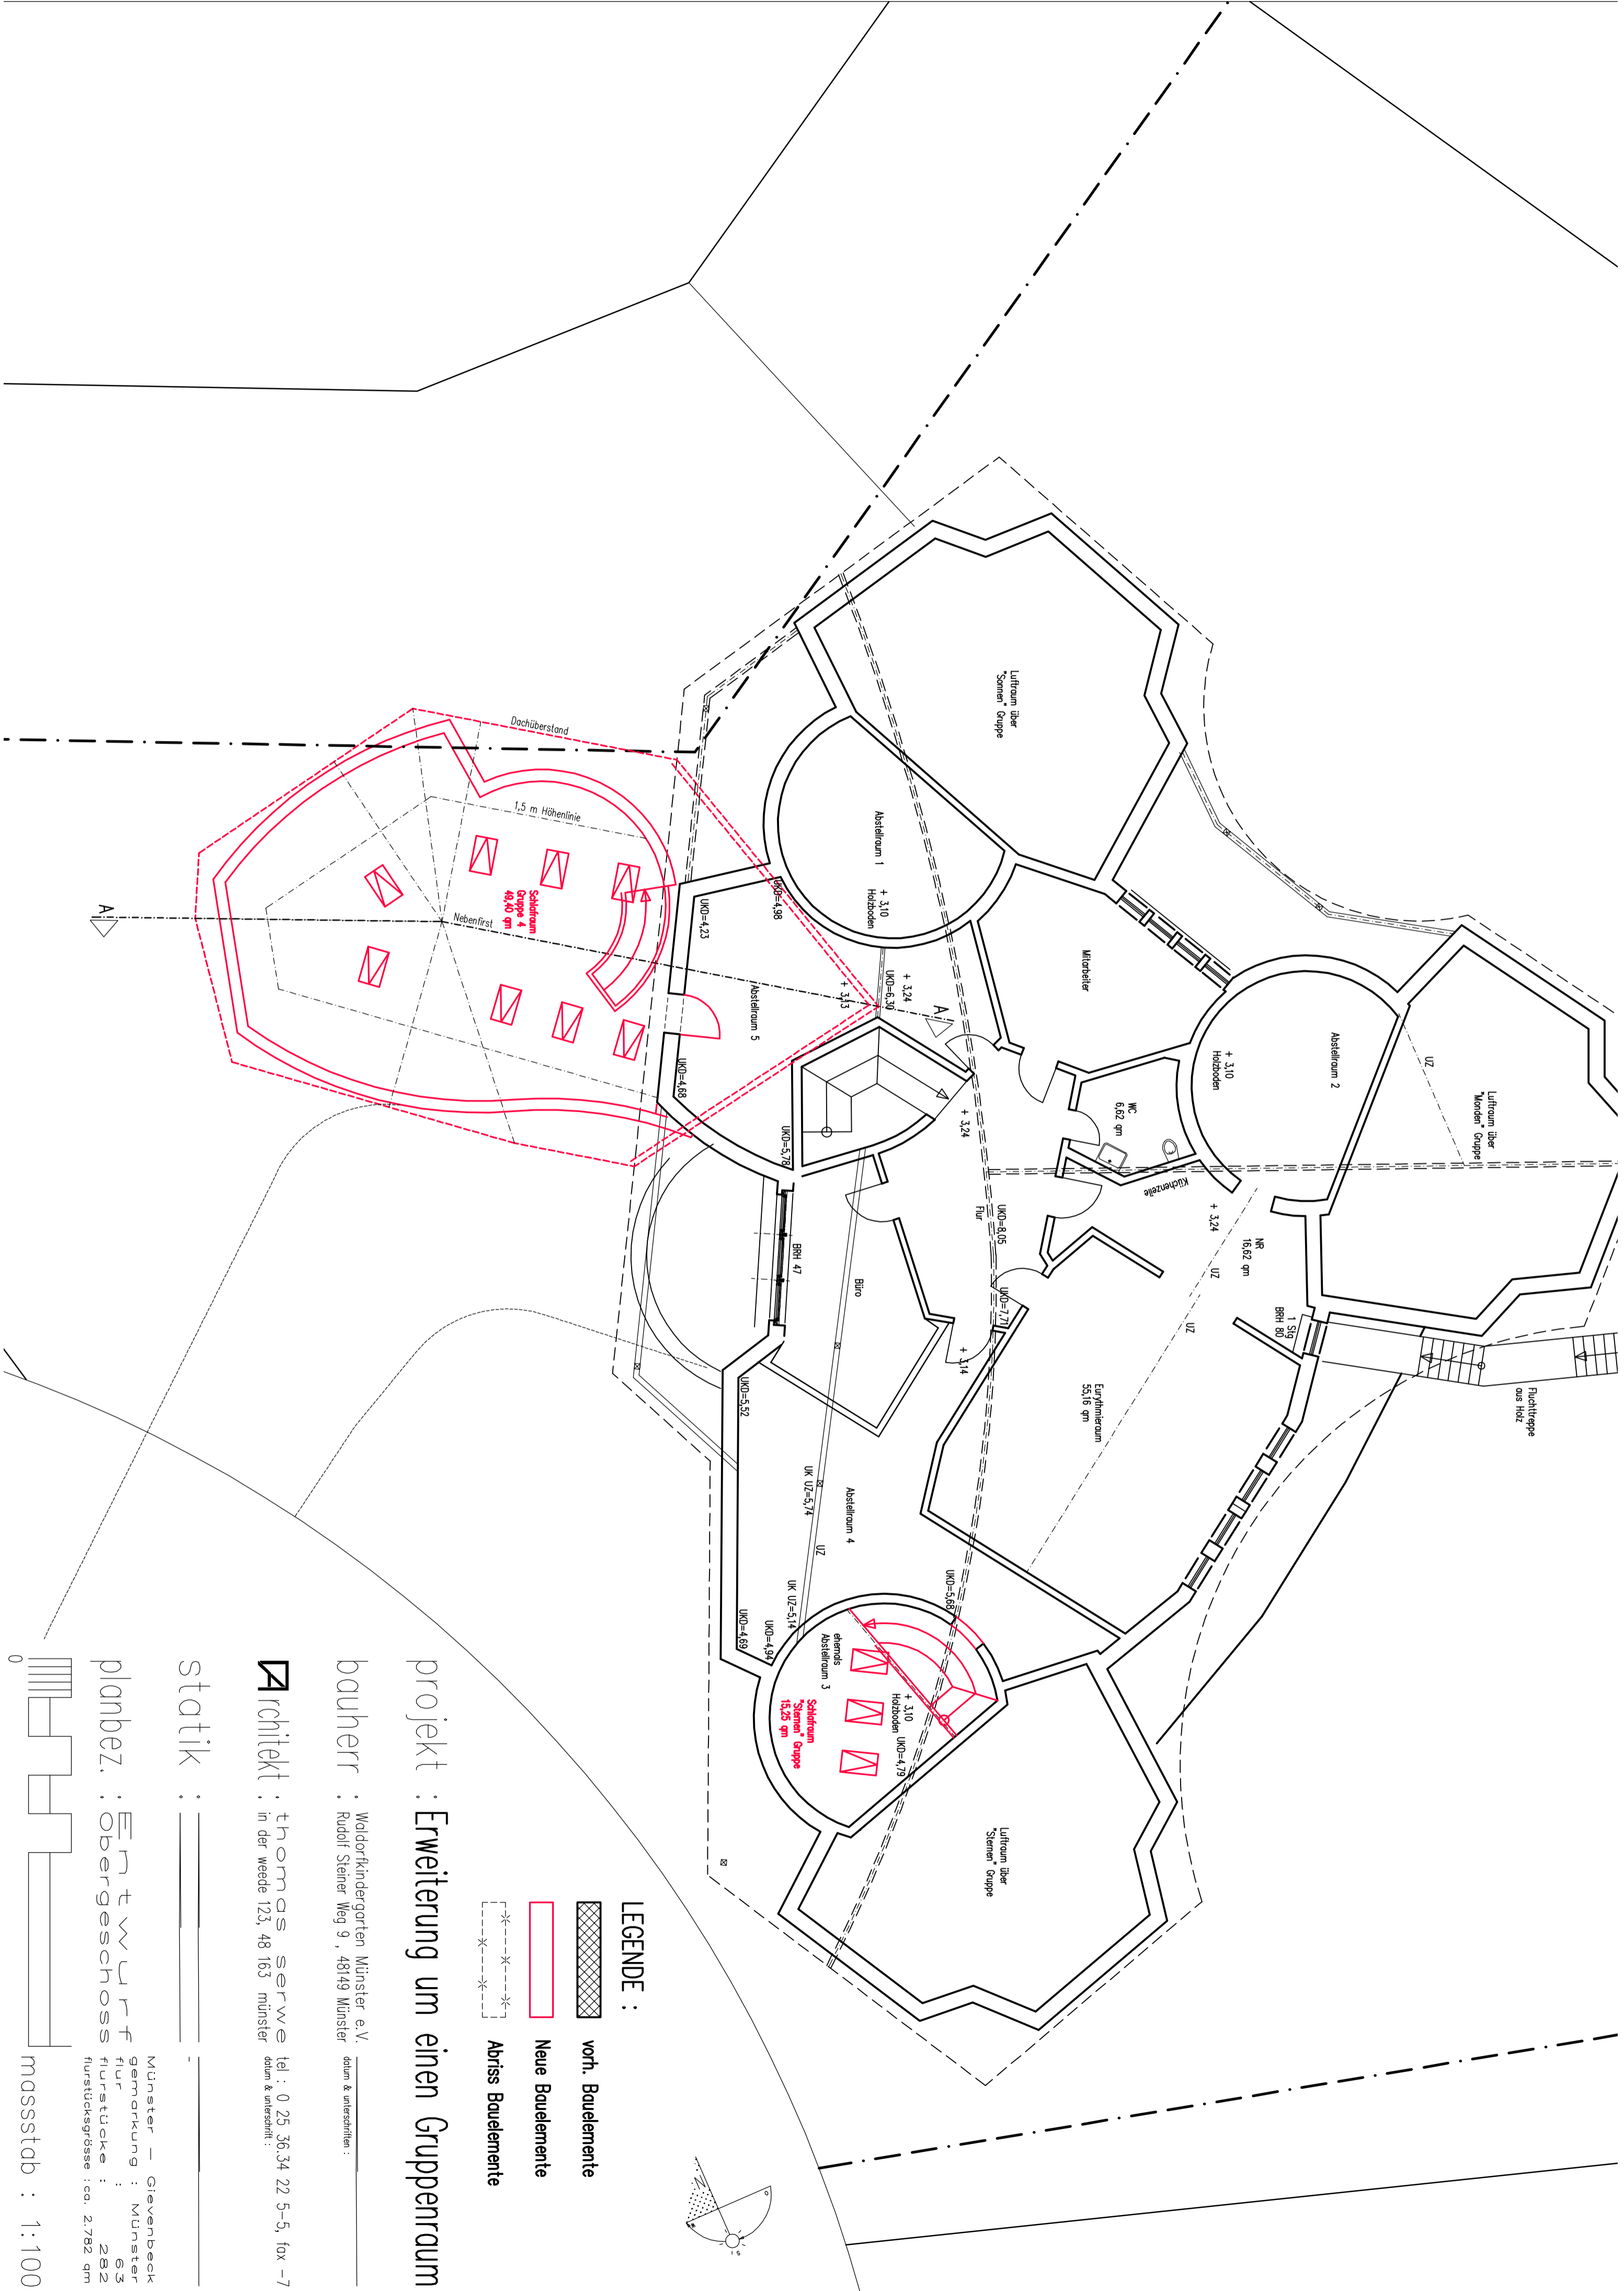 Luftraum über
"Sonnen" Gruppe
Abstellraum 1
+ 3,10
Holzboden
Mitarbeiter
Abstellraum 2
+ 3,10
Holzboden
UZ
Luftraum über
"Monden" Gruppe
WC
6,62 qm
Küchenzeile
+ 3,24
NR
16,62 qm
UZ
UZ
1 Stg
BRH 80
Fluchttreppe
aus Holz
Eurythmieraum
55,16 qm
Dachüberstand
1,5 m Höhenlinie
Nebenfirst
Schlafraum
Gruppe 4
49,40 qm
A
A
UKD=4,98
UKD=4,23
+ 3,24
UKD=6,30
+ 3,13
Abstellraum 5
UKD=4,68
UKD=5,78
+ 3,24
Flur
UKD=8,05
UKD=7,71
+ 3,14
BRH 47
Büro
UKD=5,52
UK UZ=5,74
Abstellraum 4
UZ
UK UZ=5,14
UKD=5,68
UKD=4,69
UKD=4,94
ehemals
Abstellraum 3
+ 3,10
Holzboden
UKD=4,79
Schlafraum
"Sternen" Gruppe
15,25 qm
Luftraum über
"Sternen" Gruppe
LEGENDE :
vorh. Bauelemente
Neue Bauelemente
Abriss Bauelemente
projekt : Erweiterung um einen Gruppenraum
bauherr : Waldorfkindergarten Münster e.V.
Rudolf Steiner Weg 9 , 48149 Münster
datum & unterschriften :
Architekt : thomas serwe tel : 0 25 36.34 22 5-5, fax -7
in der weede 123, 48 163 münster datum & unterschrift :
statik :
-
planbez. : Entwurf
Obergeschoss
Münster - Gievenbeck
gemarkung : Münster
flur : 63
flurstücke : 282
flurstücksgrösse : ca. 2.782 qm
0
massstab : 1:100